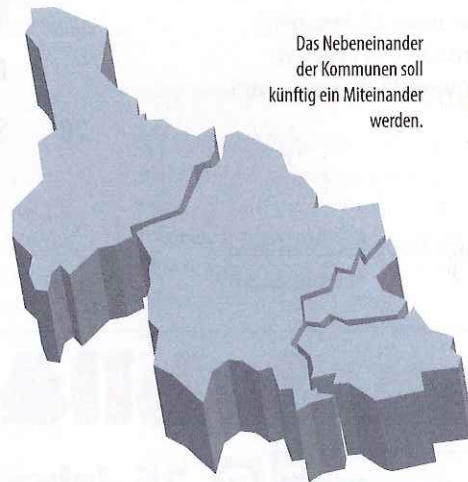 Das Nebeneinander
der Kommunen soll
künftig ein Miteinander
werden.